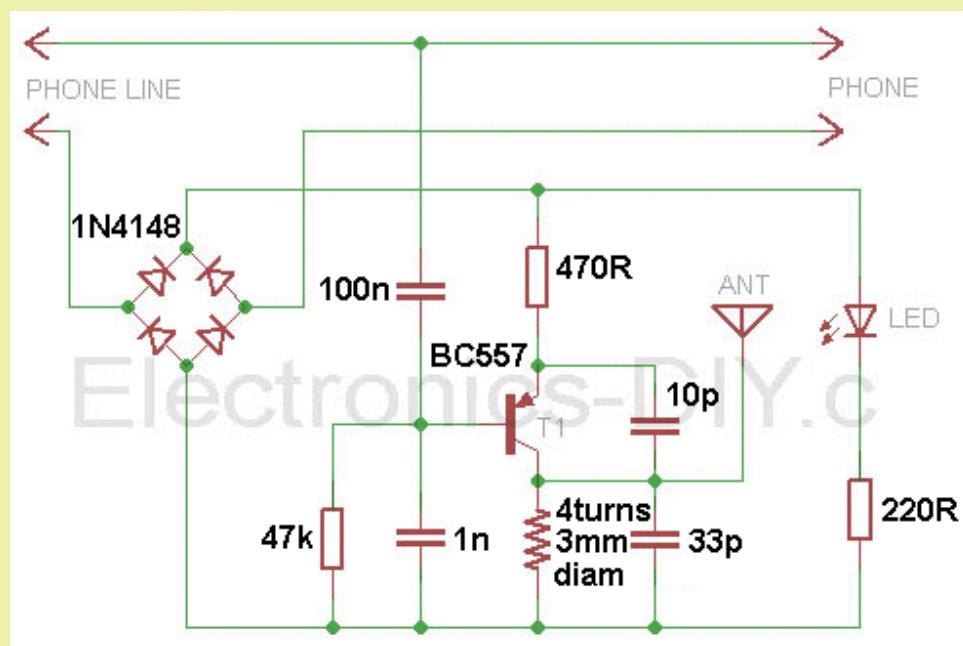 PHONE LINE
PHONE
1N4148
100n
470R
ANT
LED
BC557
T1
10p
Electronics-DIY.c
47k
1n
4turns
3mm
diam
33p
220R